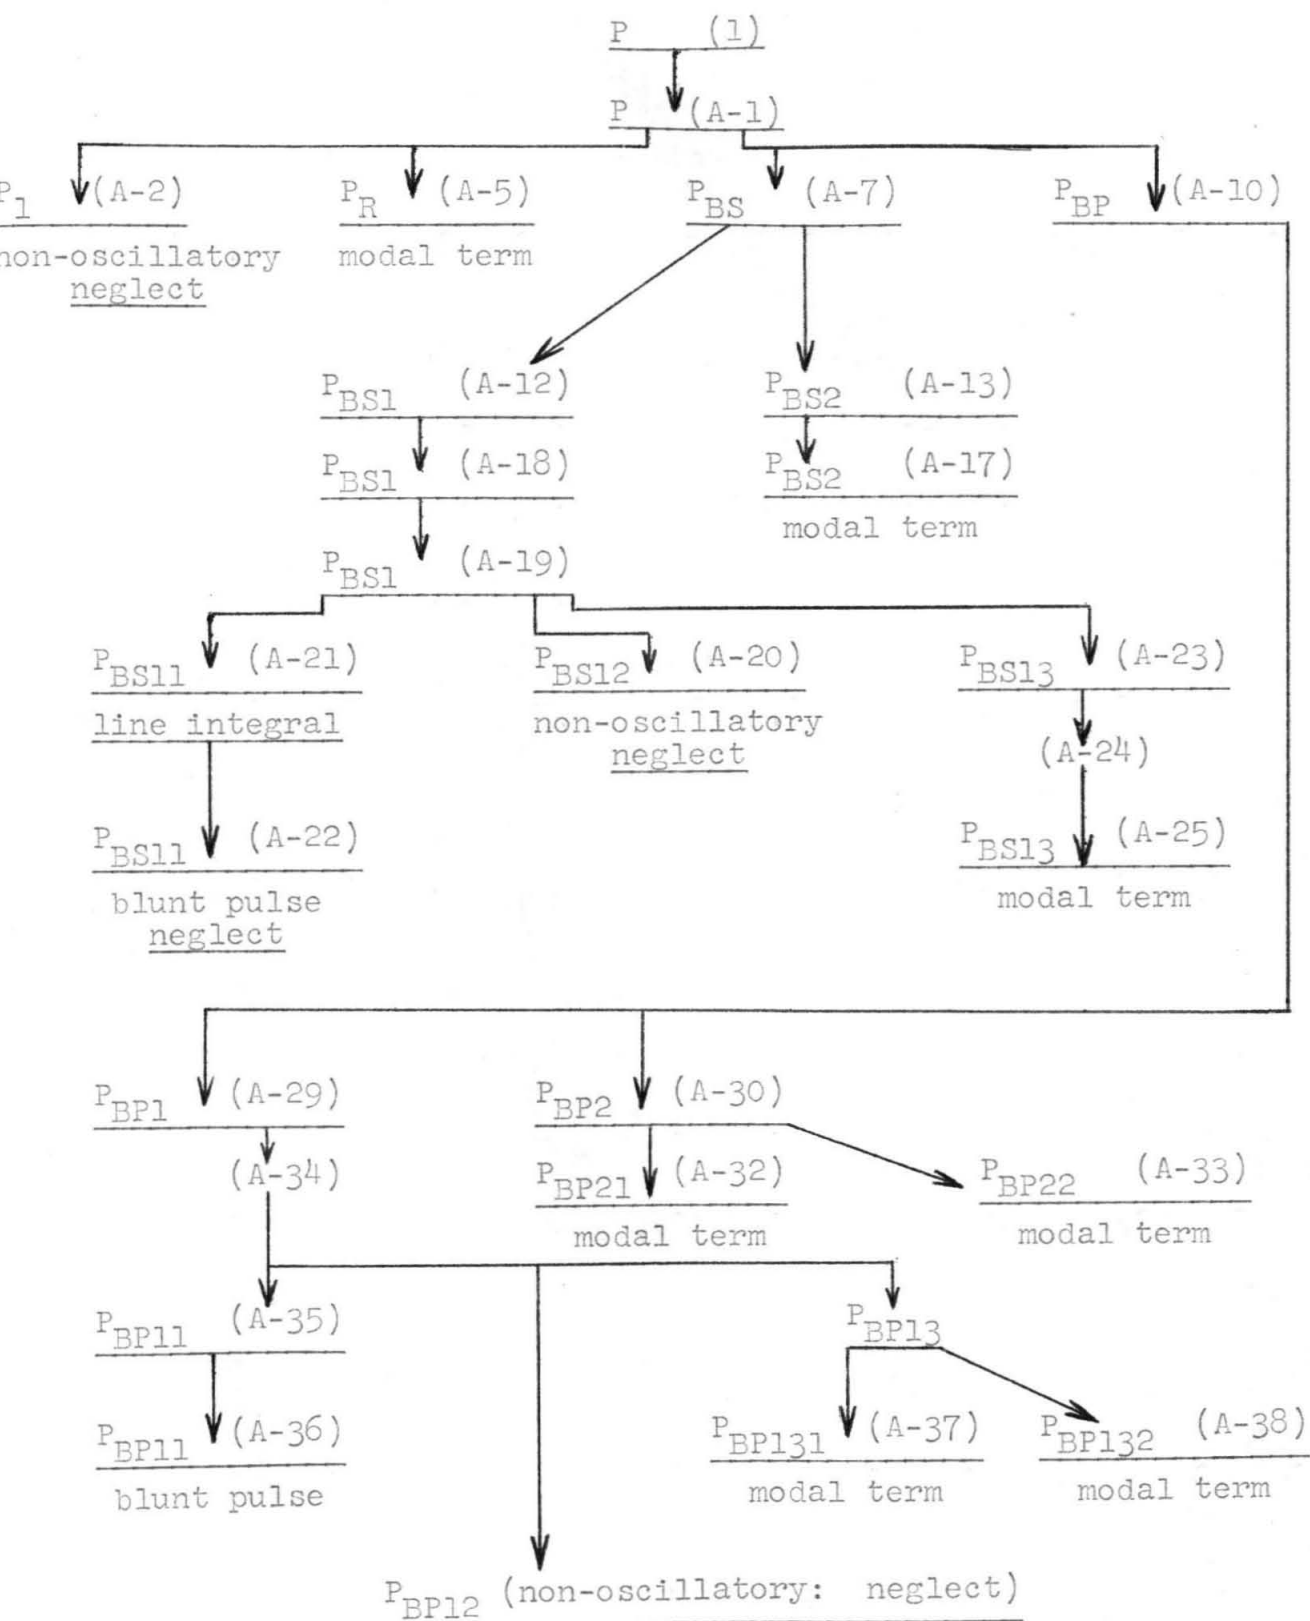 P (1)
P (A-1)
P1 (A-2) PR (A-5) PBS (A-7) PBP (A-10)
non-oscillatory modal term
neglect
PBS1 (A-12) PBS2 (A-13)
PBS1 (A-18) PBS2 (A-17)
modal term
PBS1 (A-19)
PBS11 (A-21) PBS12 (A-20) PBS13 (A-23)
line integral non-oscillatory
neglect (A-24)
PBS11 (A-22) PBS13 (A-25)
blunt pulse modal term
neglect
PBP1 (A-29) PBP2 (A-30)
(A-34) PBP21 (A-32) PBP22 (A-33)
modal term modal term
PBP11 (A-35) PBP13
PBP11 (A-36) PBP131 (A-37) PBP132 (A-38)
blunt pulse modal term modal term
PBP12 (non-oscillatory: neglect)